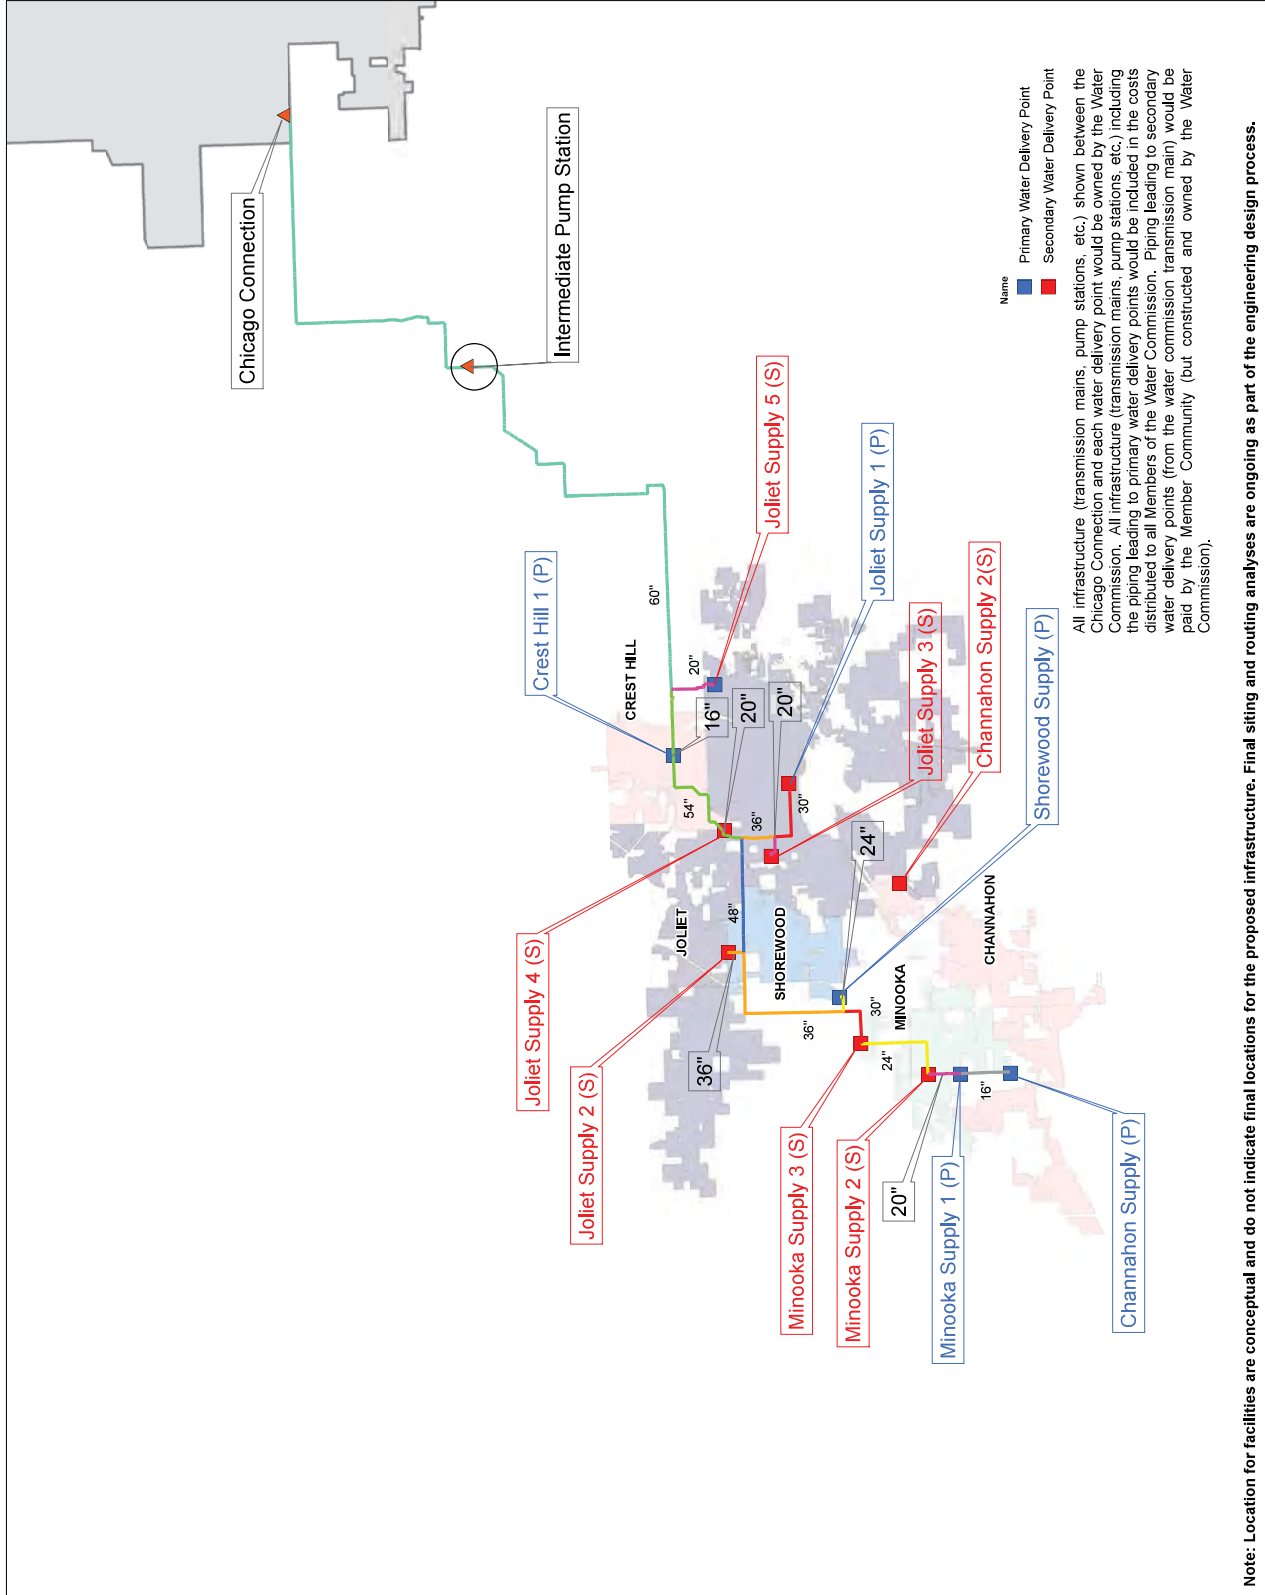 Chicago Connection
Intermediate Pump Station
Crest Hill 1 (P)
Joliet Supply 5 (S)
Joliet Supply 1 (P)
Joliet Supply 3 (S)
Channahon Supply 2(S)
Shorewood Supply (P)
Joliet Supply 4 (S)
Joliet Supply 2 (S)
Minooka Supply 3 (S)
Minooka Supply 2 (S)
Minooka Supply 1 (P)
Channahon Supply (P)
CREST HILL
JOLIET
SHOREWOOD
MINOOKA
CHANNAHON
60"
20"
16"
20"
20"
54"
36"
30"
24"
48"
36"
36"
30"
24"
20"
16"
Name
Primary Water Delivery Point
Secondary Water Delivery Point
All infrastructure (transmission mains, pump stations, etc.) shown between the
Chicago Connection and each water delivery point would be owned by the Water
Commission. All infrastructure (transmission mains, pump stations, etc.) including
the piping leading to primary water delivery points would be included in the costs
distributed to all Members of the Water Commission. Piping leading to secondary
water delivery points (from the water commission transmission main) would be
paid by the Member Community (but constructed and owned by the Water
Commission).
Note: Location for facilities are conceptual and do not indicate final locations for the proposed infrastructure. Final siting and routing analyses are ongoing as part of the engineering design process.